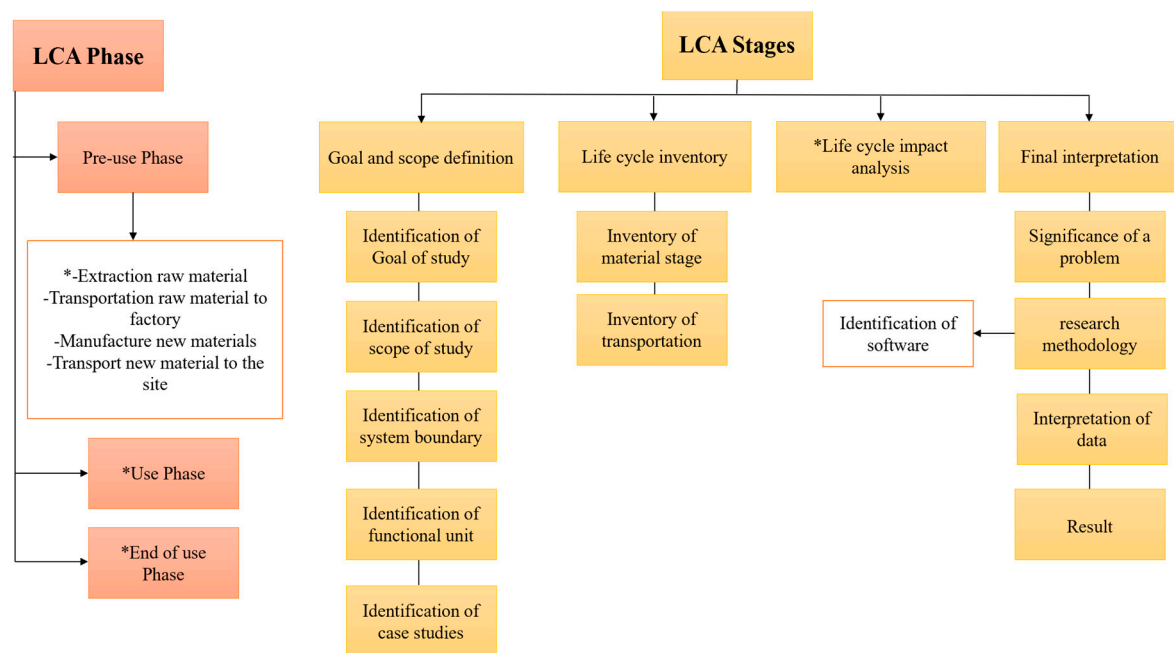 LCA Phase
Pre-use Phase
*-Extraction raw material
-Transportation raw material to
factory
-Manufacture new materials
-Transport new material to the
site
*Use Phase
*End of use
Phase
LCA Stages
Goal and scope definition
Identification of
Goal of study
Identification of
scope of study
Identification of
system boundary
Identification of
functional unit
Identification of
case studies
Life cycle inventory
Inventory of
material stage
Inventory of
transportation
*Life cycle impact
analysis
Final interpretation
Significance of a
problem
research
methodology
Identification of
software
Interpretation of
data
Result